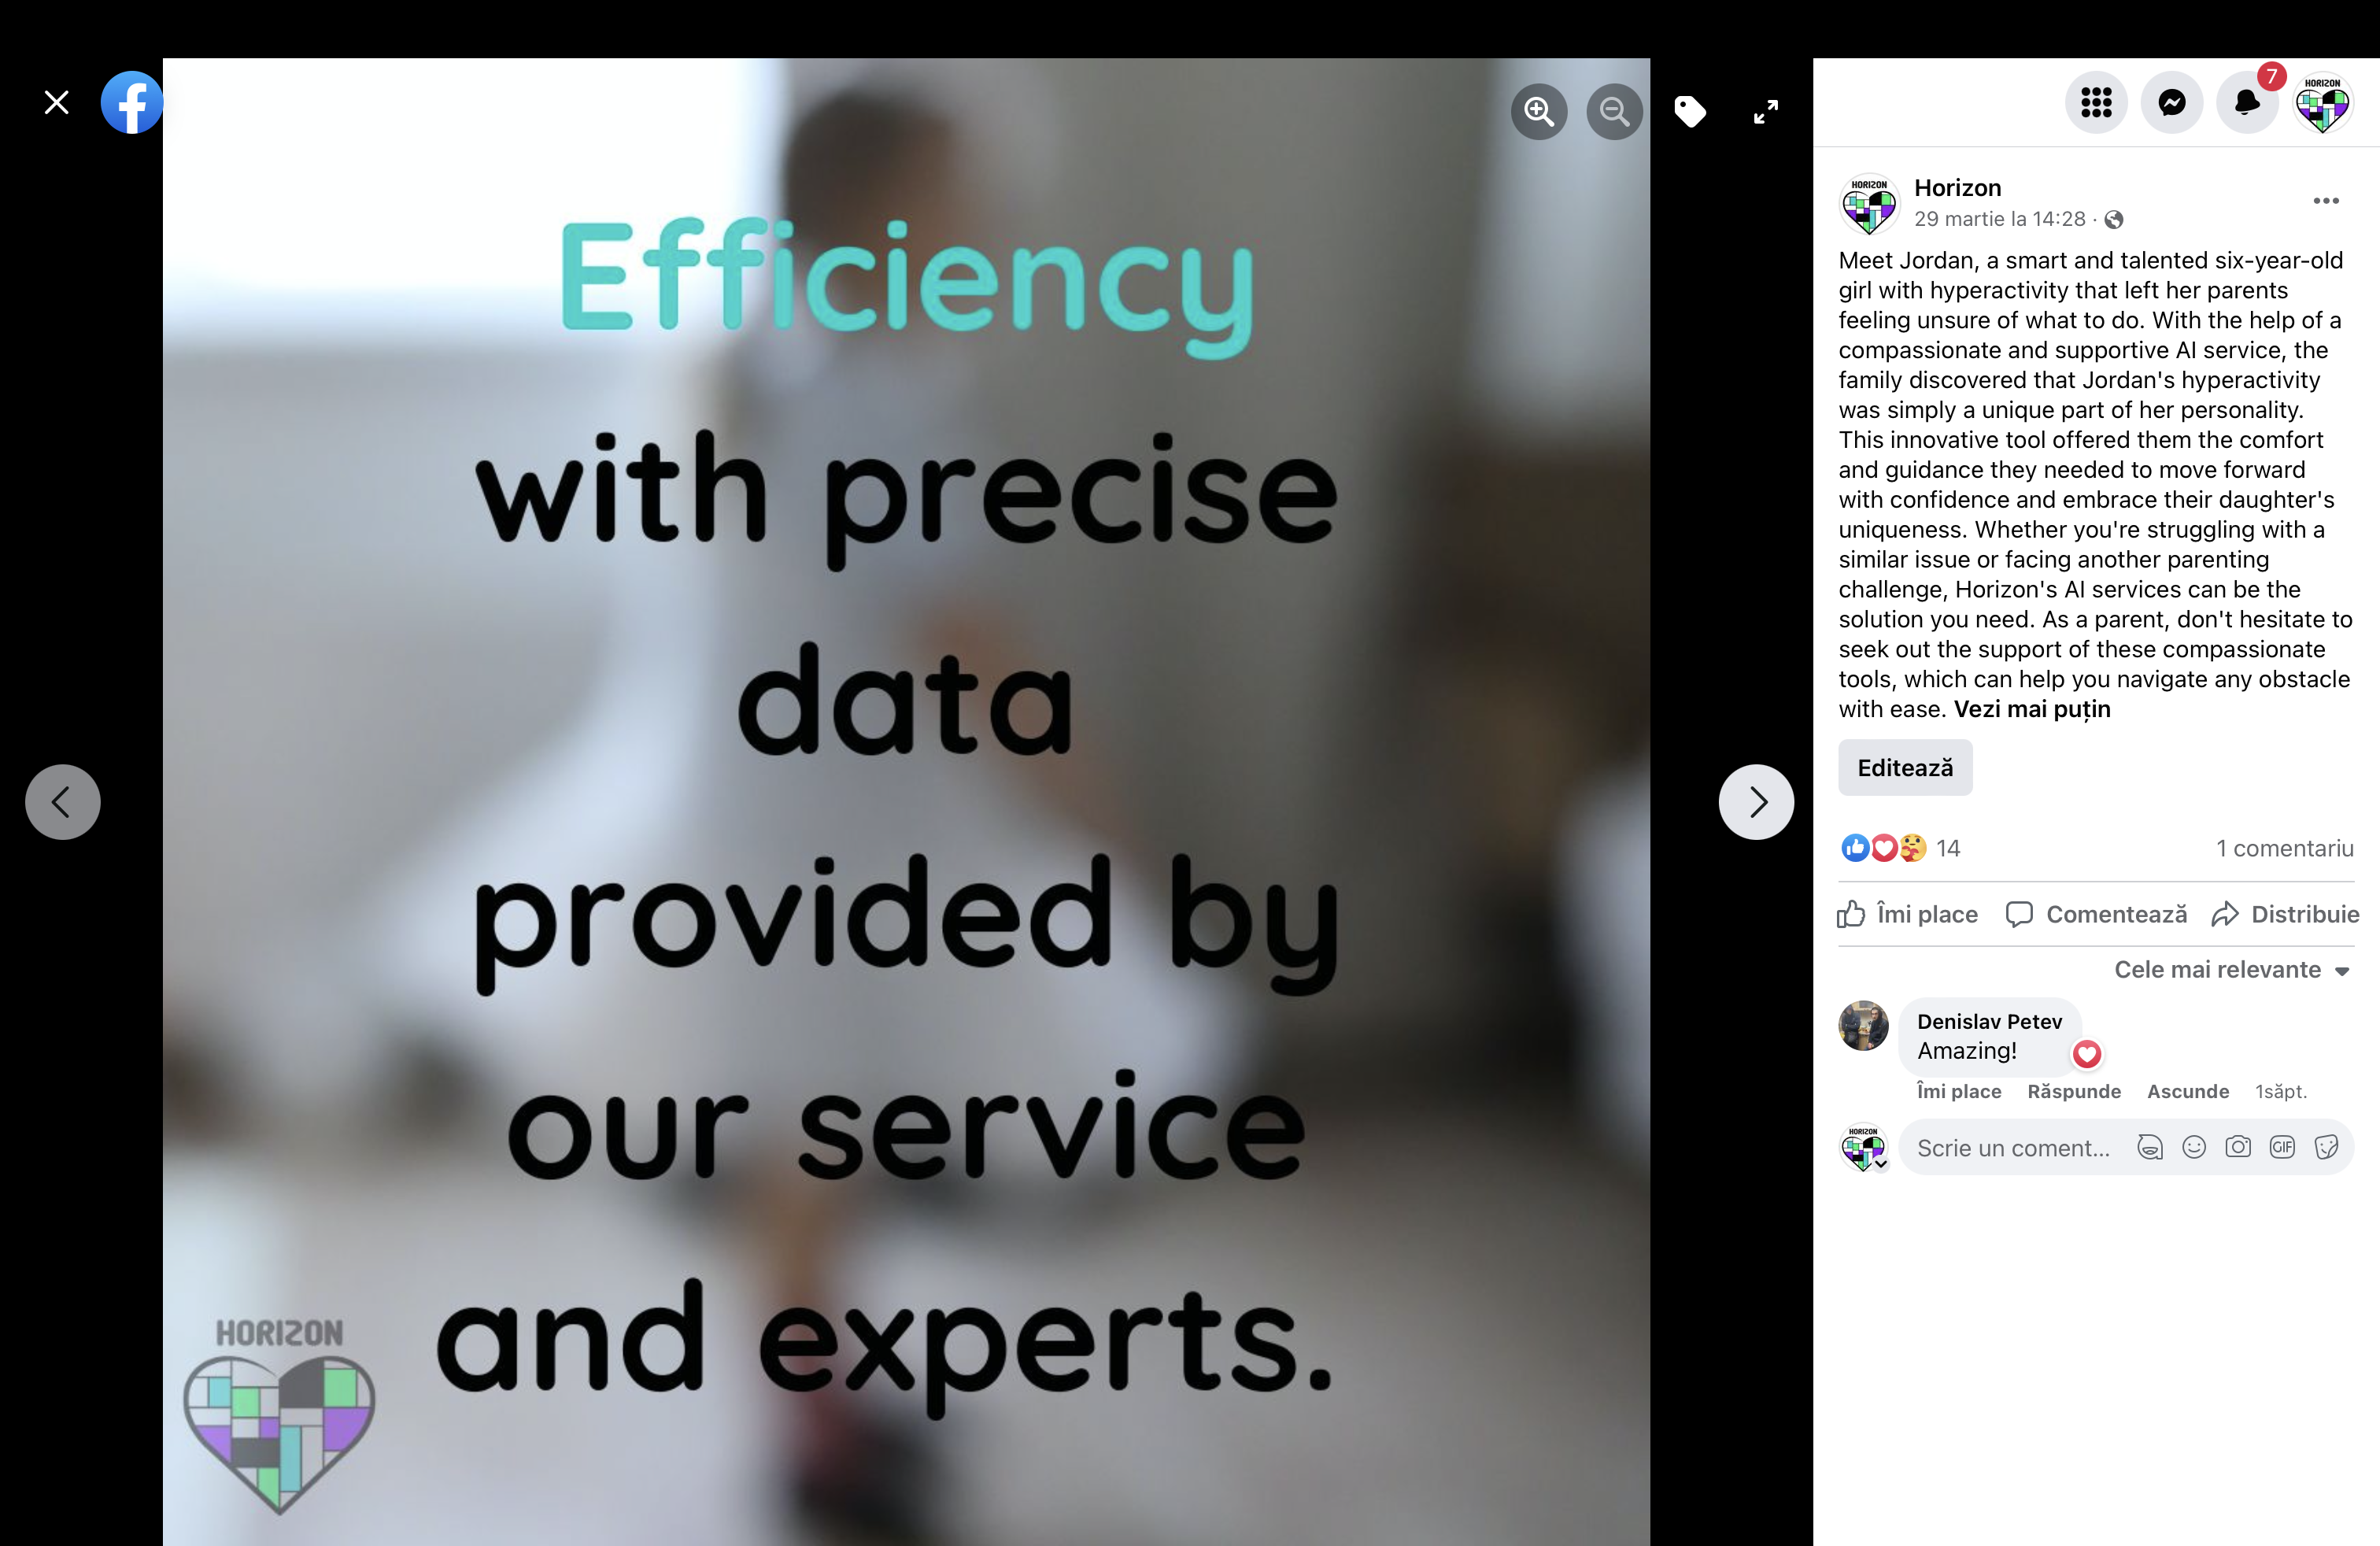 7
HORIZON
Efficiency
with precise
data
provided by
our service
and experts.
HORIZON
HORIZON
Horizon
29 martie la 14:28 ·
Meet Jordan, a smart and talented six-year-old
girl with hyperactivity that left her parents
feeling unsure of what to do. With the help of a
compassionate and supportive AI service, the
family discovered that Jordan's hyperactivity
was simply a unique part of her personality.
This innovative tool offered them the comfort
and guidance they needed to move forward
with confidence and embrace their daughter's
uniqueness. Whether you're struggling with a
similar issue or facing another parenting
challenge, Horizon's AI services can be the
solution you need. As a parent, don't hesitate to
seek out the support of these compassionate
tools, which can help you navigate any obstacle
with ease. Vezi mai puțin
Editează
14
1 comentariu
Îmi place Comentează Distribuie
Cele mai relevante
Denislav Petev
Amazing!
Îmi place Răspunde Ascunde 1săpt.
HORIZON
Scrie un coment... GIF